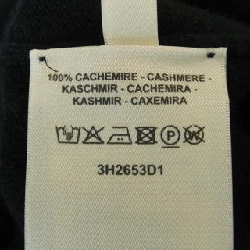 100% CACHEMIRE - CASHMERE -
KASCHMIR - CACHEMIRA -
KASHMIR - CAXEMIRA
P
3H2653D1